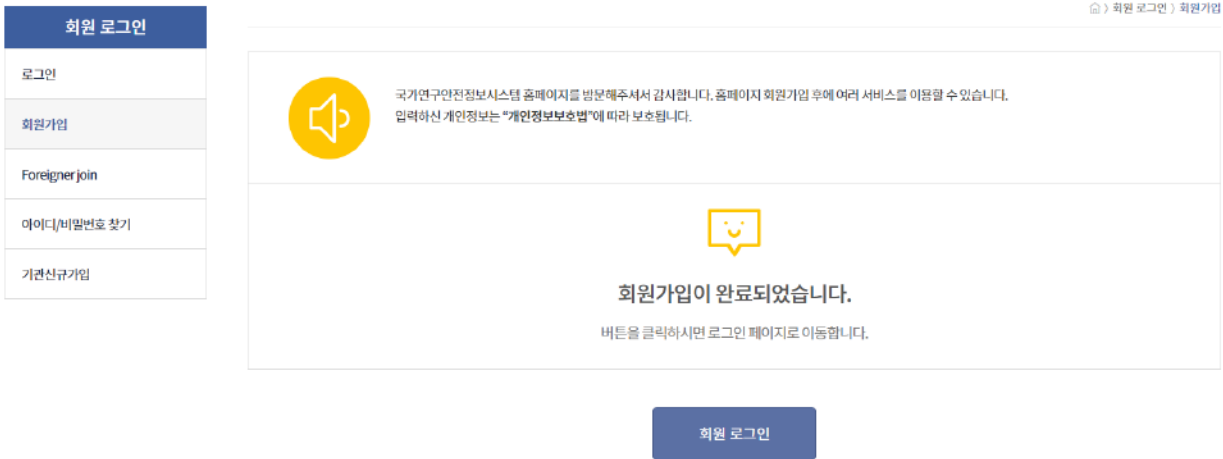 회원 로그인 > 회원가입
회원 로그인
로그인
회원가입
Foreigner join
아이디/비밀번호 찾기
기관신규가입
국가연구안전정보시스템 홈페이지를 방문해주셔서 감사합니다. 홈페이지 회원가입 후에 여러 서비스를 이용할 수 있습니다.
입력하신 개인정보는 “개인정보보호법”에 따라 보호됩니다.
회원가입이 완료되었습니다.
버튼을 클릭하시면 로그인 페이지로 이동합니다.
회원 로그인